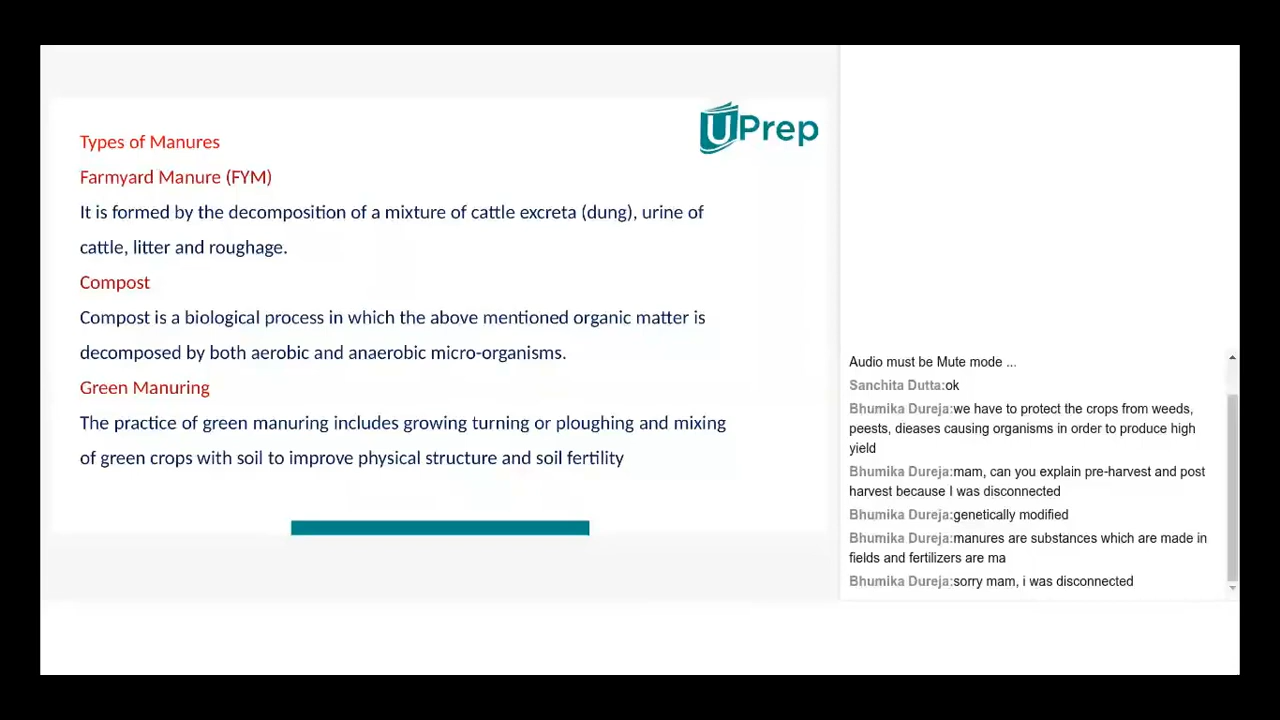 UPrep
Types of Manures
Farmyard Manure (FYM)
It is formed by the decomposition of a mixture of cattle excreta (dung), urine of
cattle, litter and roughage.
Compost
Compost is a biological process in which the above mentioned organic matter is
decomposed by both aerobic and anaerobic micro-organisms.
Green Manuring
The practice of green manuring includes growing turning or ploughing and mixing
of green crops with soil to improve physical structure and soil fertility
Audio must be Mute mode ...
Sanchita Dutta:ok
Bhumika Dureja:we have to protect the crops from weeds,
peests, dieases causing organisms in order to produce high
yield
Bhumika Dureja:mam, can you explain pre-harvest and post
harvest because I was disconnected
Bhumika Dureja:genetically modified
Bhumika Dureja:manures are substances which are made in
fields and fertilizers are ma
Bhumika Dureja:sorry mam, i was disconnected